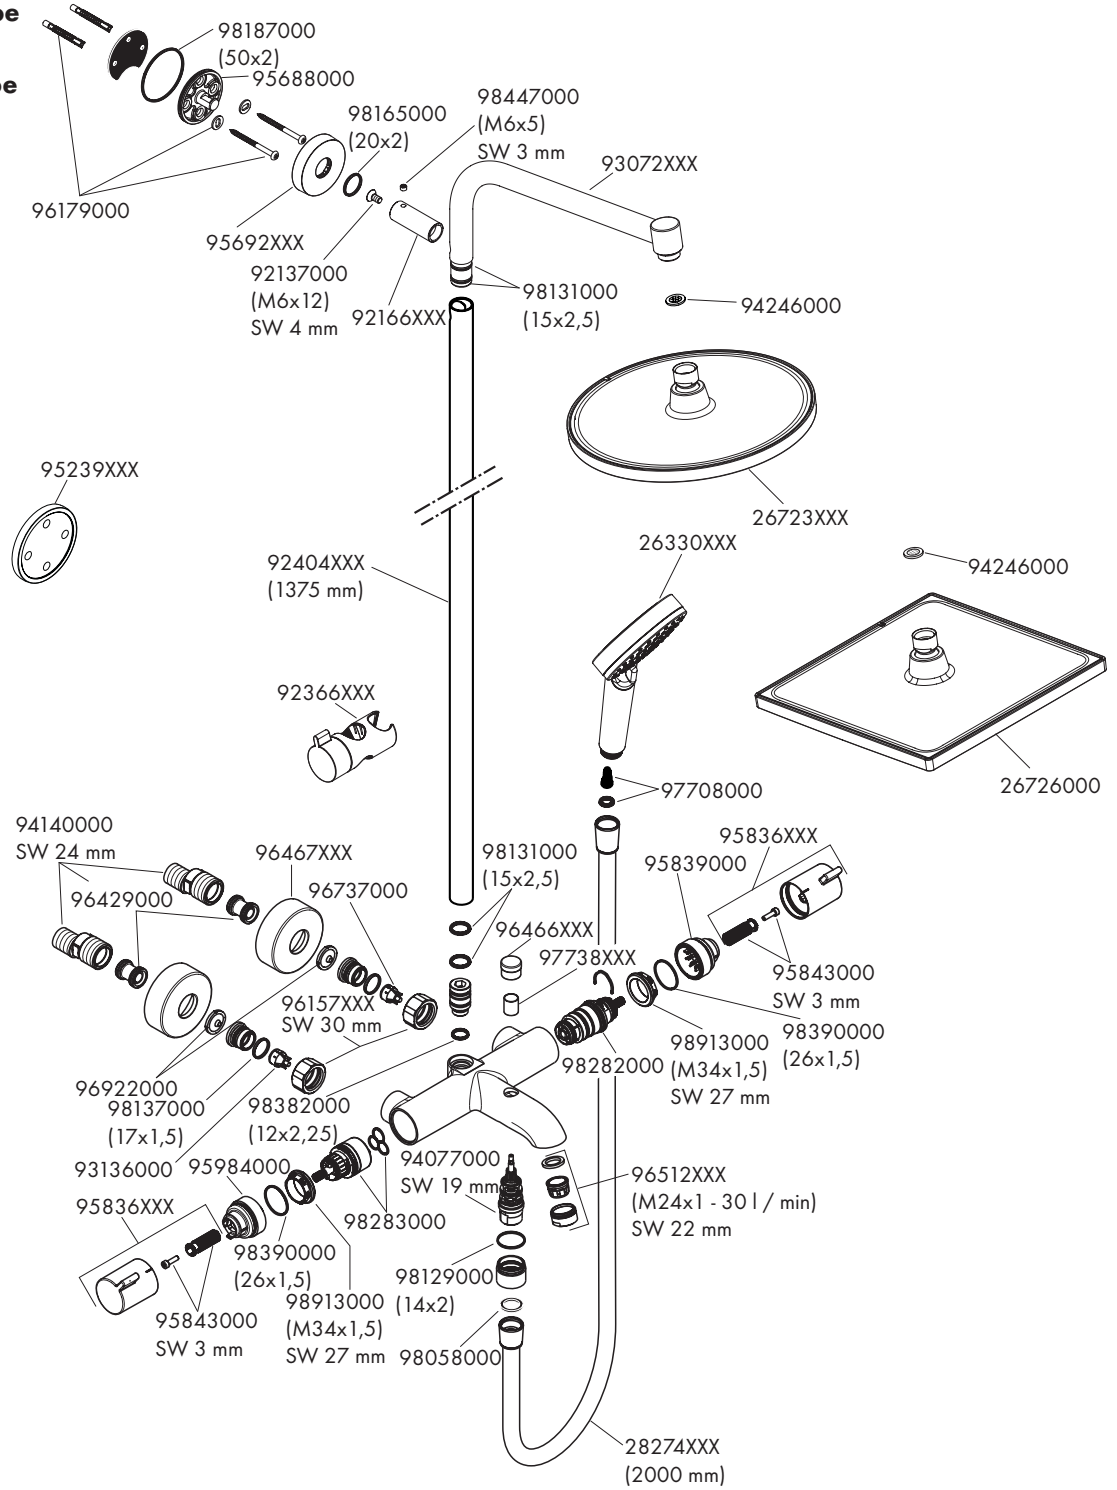 pe
98187000
(50x2)
95688000
pe
98447000
(M6x5)
SW 3 mm
98165000
(20x2)
93072XXX
96179000
95692XXX
92137000
(M6x12)
SW 4 mm
92166XXX
98131000
(15x2,5)
94246000
95239XXX
26723XXX
26330XXX
92404XXX
(1375 mm)
94246000
92366XXX
26726000
97708000
94140000
SW 24 mm
96467XXX
98131000
(15x2,5)
95836XXX
95839000
96429000
96737000
96466XXX
97738XXX
95843000
SW 3 mm
96157XXX
SW 30 mm
98390000
(26x1,5)
98913000
(M34x1,5)
SW 27 mm
98282000
96922000
98137000
(17x1,5)
98382000
(12x2,25)
93136000
95984000
94077000
SW 19 mm
96512XXX
(M24x1 - 30 l / min)
SW 22 mm
95836XXX
98283000
98390000
(26x1,5)
98129000
(14x2)
98913000
(M34x1,5)
SW 27 mm
95843000
SW 3 mm
98058000
28274XXX
(2000 mm)